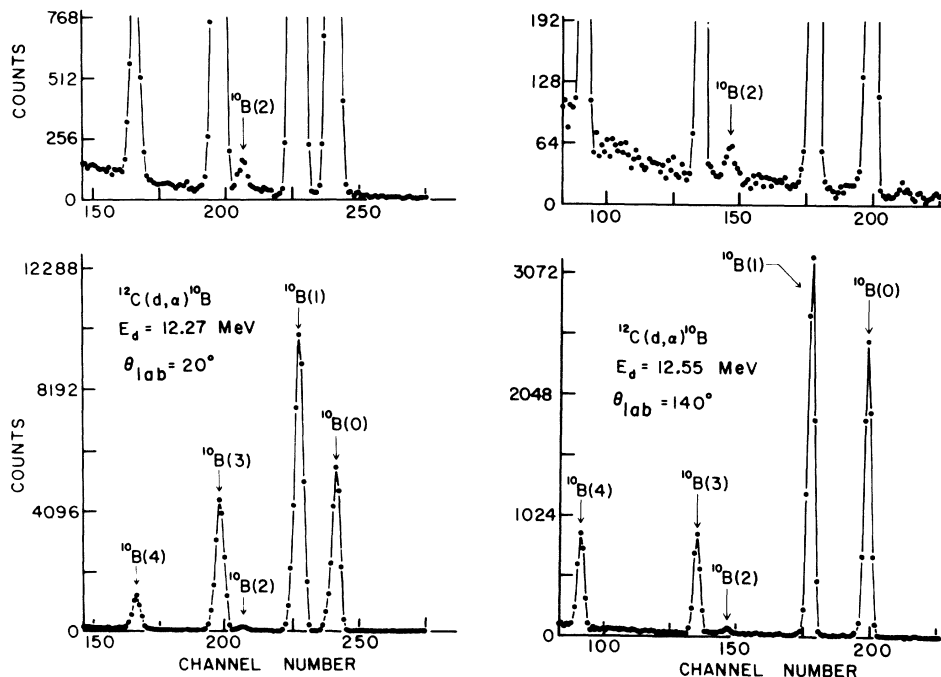 768
512
256
0
COUNTS
¹⁰B(2)
150
200
250
192
128
64
0
¹⁰B(2)
100
150
200
12288
8192
4096
0
COUNTS
¹²C(d,α)¹⁰B
E_d = 12.27 MeV
θ_lab = 20°
¹⁰B(4)
¹⁰B(3)
¹⁰B(2)
¹⁰B(1)
¹⁰B(0)
150
200
250
CHANNEL NUMBER
3072
2048
1024
0
¹²C(d,α)¹⁰B
E_d = 12.55 MeV
θ_lab = 140°
¹⁰B(4)
¹⁰B(3)
¹⁰B(2)
¹⁰B(1)
¹⁰B(0)
100
150
200
CHANNEL NUMBER